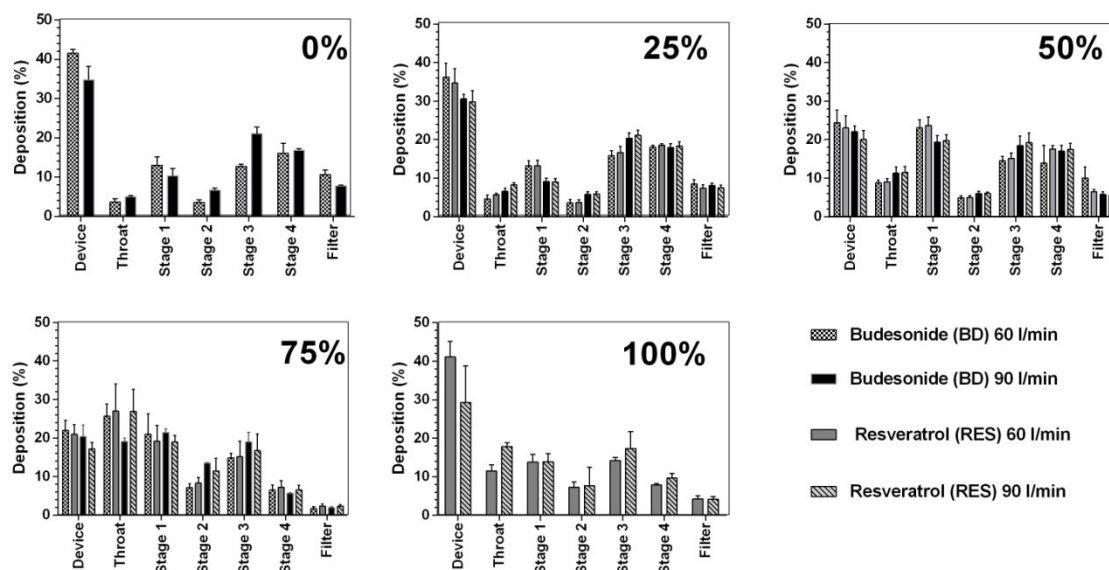 0%
Deposition (%)
50
40
30
20
10
0
Device
Throat
Stage 1
Stage 2
Stage 3
Stage 4
Filter
25%
Deposition (%)
50
40
30
20
10
0
Device
Throat
Stage 1
Stage 2
Stage 3
Stage 4
Filter
50%
Deposition (%)
50
40
30
20
10
0
Device
Throat
Stage 1
Stage 2
Stage 3
Stage 4
Filter
75%
Deposition (%)
50
40
30
20
10
0
Device
Throat
Stage 1
Stage 2
Stage 3
Stage 4
Filter
100%
Deposition (%)
50
40
30
20
10
0
Device
Throat
Stage 1
Stage 2
Stage 3
Stage 4
Filter
Budesonide (BD) 60 l/min
Budesonide (BD) 90 l/min
Resveratrol (RES) 60 l/min
Resveratrol (RES) 90 l/min